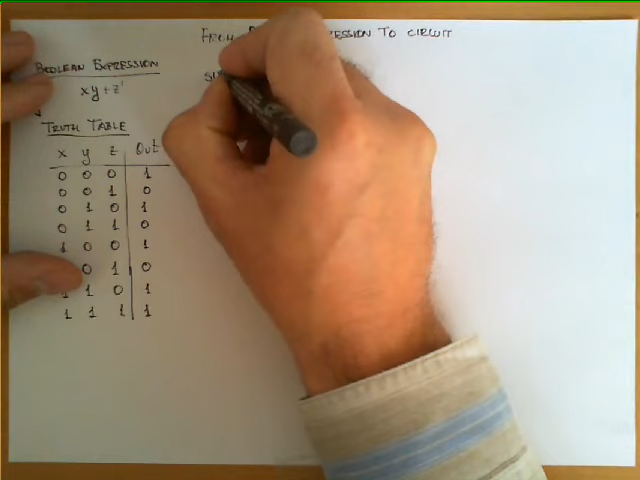 FROM EXPRESSION TO CIRCUIT
BOOLEAN EXPRESSION
xy+z'
TRUTH TABLE
x y z Out
0 0 0 1
0 0 1 0
0 1 0 1
0 1 1 0
1 0 0 1
0 1 0
1 1 0 1
1 1 1 1